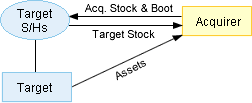 Target
S/Hs
Acq. Stock & Boot
Target Stock
Acquirer
Assets
Target